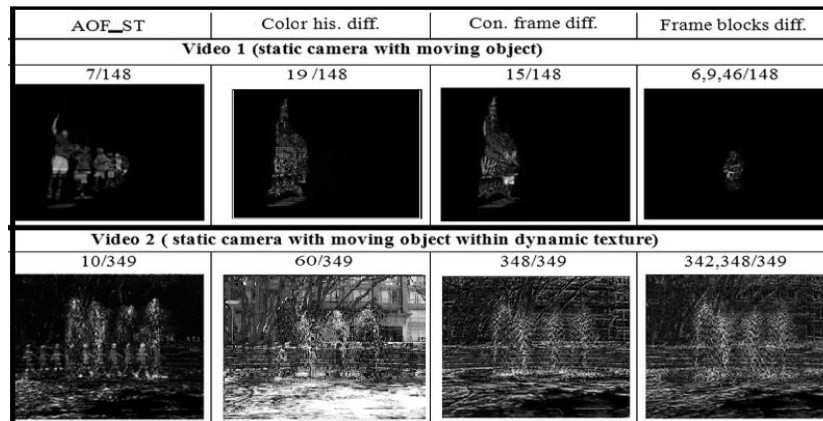 AOF_ST Color his. diff. Con. frame diff. Frame blocks diff.
Video 1 (static camera with moving object)
7/148 19 /148 15/148 6,9,46/148
Video 2 ( static camera with moving object within dynamic texture)
10/349 60/349 348/349 342,348/349